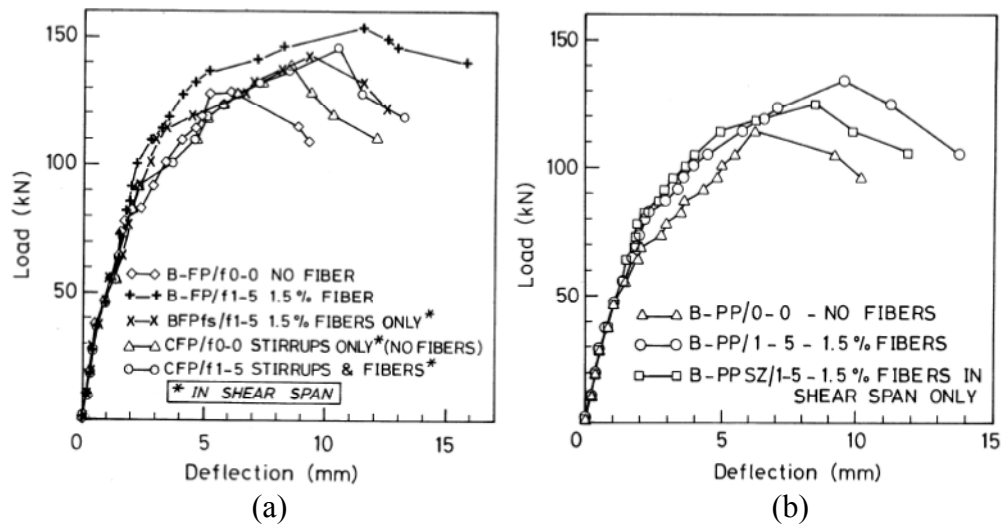 150
100
50
0
5
10
15
Load (kN)
Deflection (mm)
B-FP/f0-0 NO FIBER
B-FP/f1-5 1.5% FIBER
BFPfs/f1-5 1.5% FIBERS ONLY*
CFP/f0-0 STIRRUPS ONLY*(NO FIBERS)
CFP/f1-5 STIRRUPS & FIBERS*
* IN SHEAR SPAN
(a)
150
100
50
0
5
10
15
Load (kN)
Deflection (mm)
B-PP/0-0 - NO FIBERS
B-PP/1-5-1.5% FIBERS
B-PPSZ/1-5-1.5% FIBERS IN
SHEAR SPAN ONLY
(b)